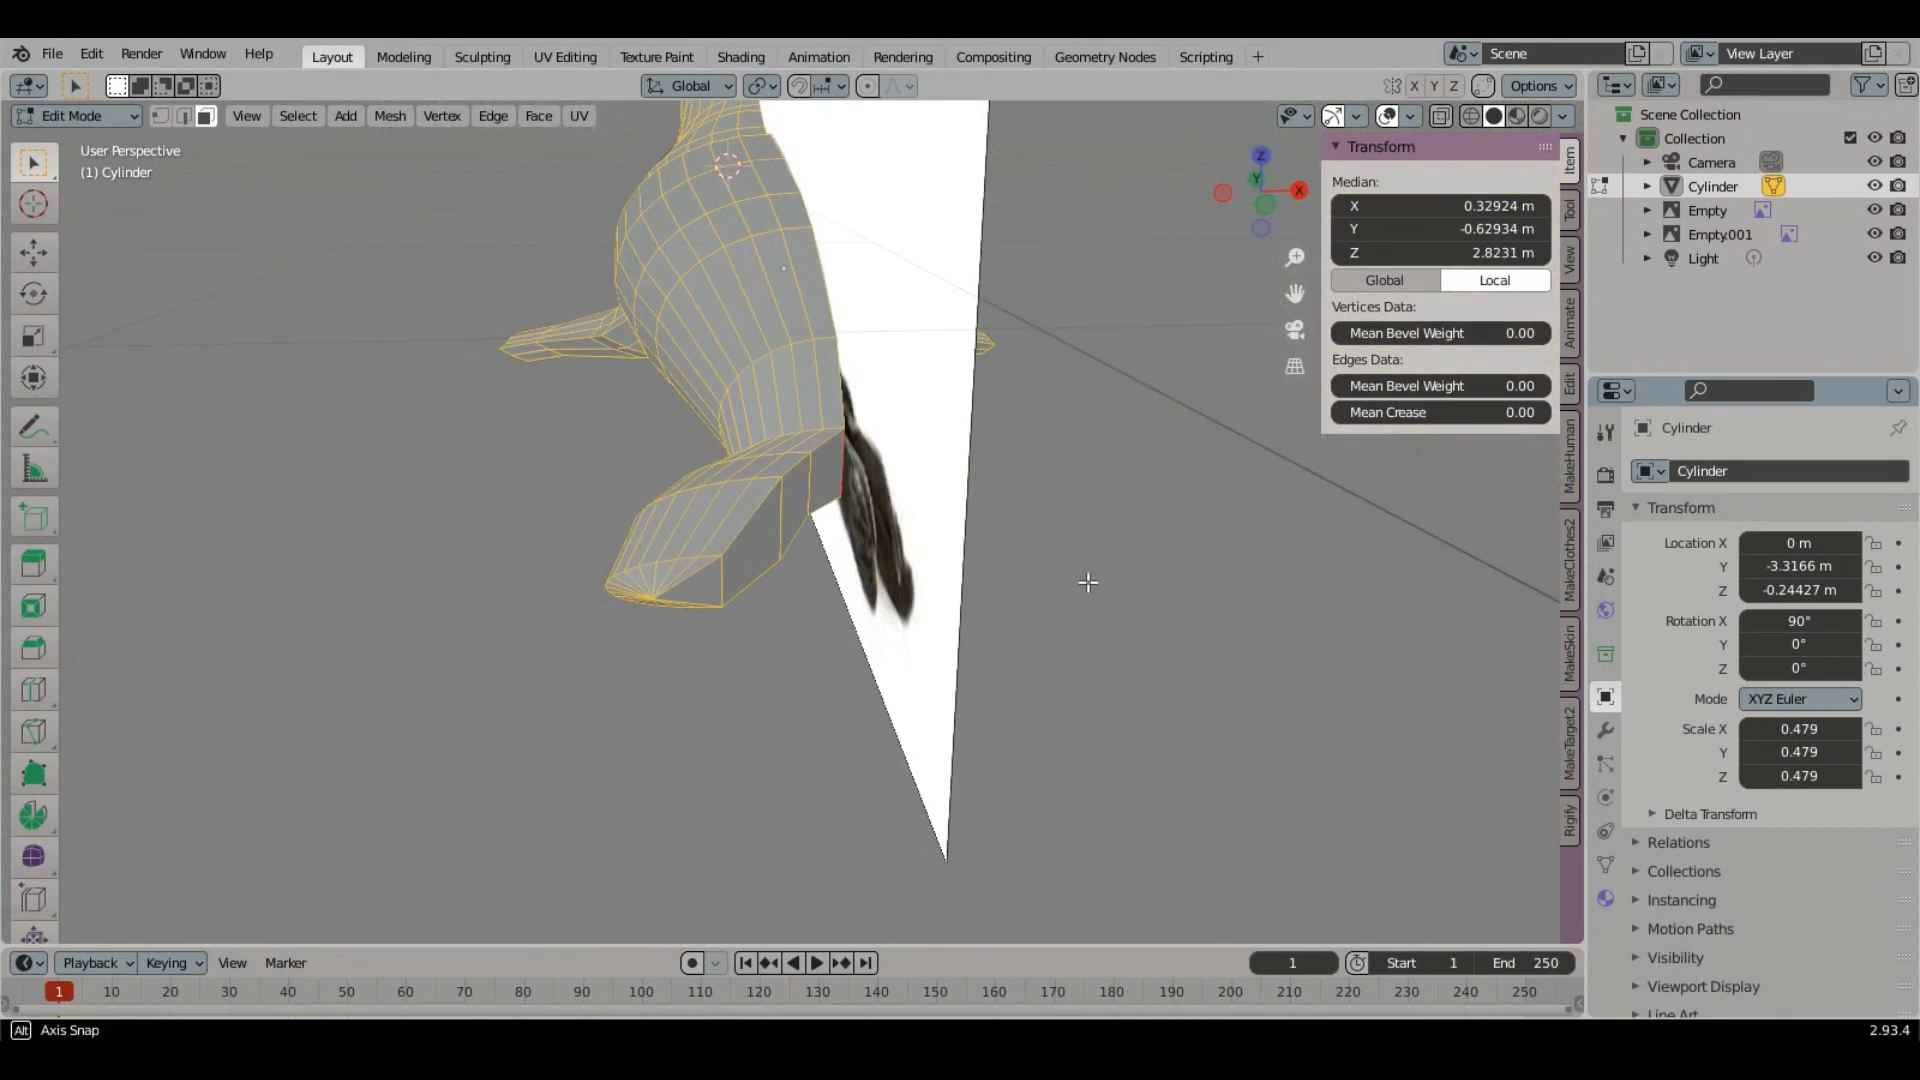 File Edit Render Window Help Layout Modeling Sculpting UV Editing Texture Paint Shading Animation Rendering Compositing Geometry Nodes Scripting + Scene View Layer
Global X Y Z Options
Edit Mode View Select Add Mesh Vertex Edge Face UV
User Perspective
(1) Cylinder
Z
Y
X
Transform
Median:
X 0.32924 m
Y -0.62934 m
Z 2.8231 m
Global Local
Vertices Data:
Mean Bevel Weight 0.00
Edges Data:
Mean Bevel Weight 0.00
Mean Crease 0.00
Item
Tool
View
Animate
Edit
MakeHuman
MakeClothes2
MakeSkin
MakeTarget2
Rigify
Scene Collection
Collection
Camera
Cylinder
Empty
Empty.001
Light
Cylinder
Cylinder
Transform
Location X 0 m
Y -3.3166 m
Z -0.24427 m
Rotation X 90°
Y 0°
Z 0°
Mode XYZ Euler
Scale X 0.479
Y 0.479
Z 0.479
Delta Transform
Relations
Collections
Instancing
Motion Paths
Visibility
Viewport Display
Line Art
Playback Keying View Marker 1 Start 1 End 250
1 10 20 30 40 50 60 70 80 90 100 110 120 130 140 150 160 170 180 190 200 210 220 230 240 250
Alt Axis Snap 2.93.4